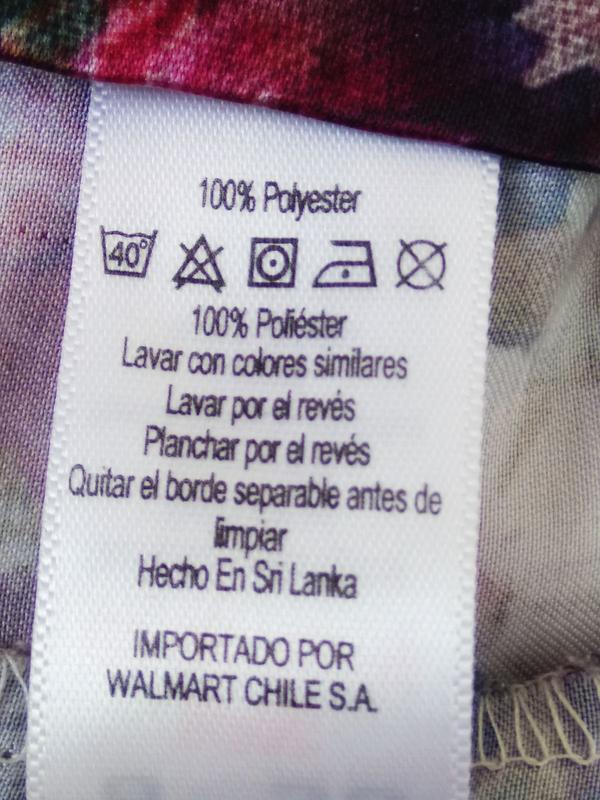 100% Polyester
40°
100% Poliéster
Lavar con colores similares
Lavar por el revés
Planchar por el revés
Quitar el borde separable antes de
limpiar
Hecho En Sri Lanka
IMPORTADO POR
WALMART CHILE S.A.